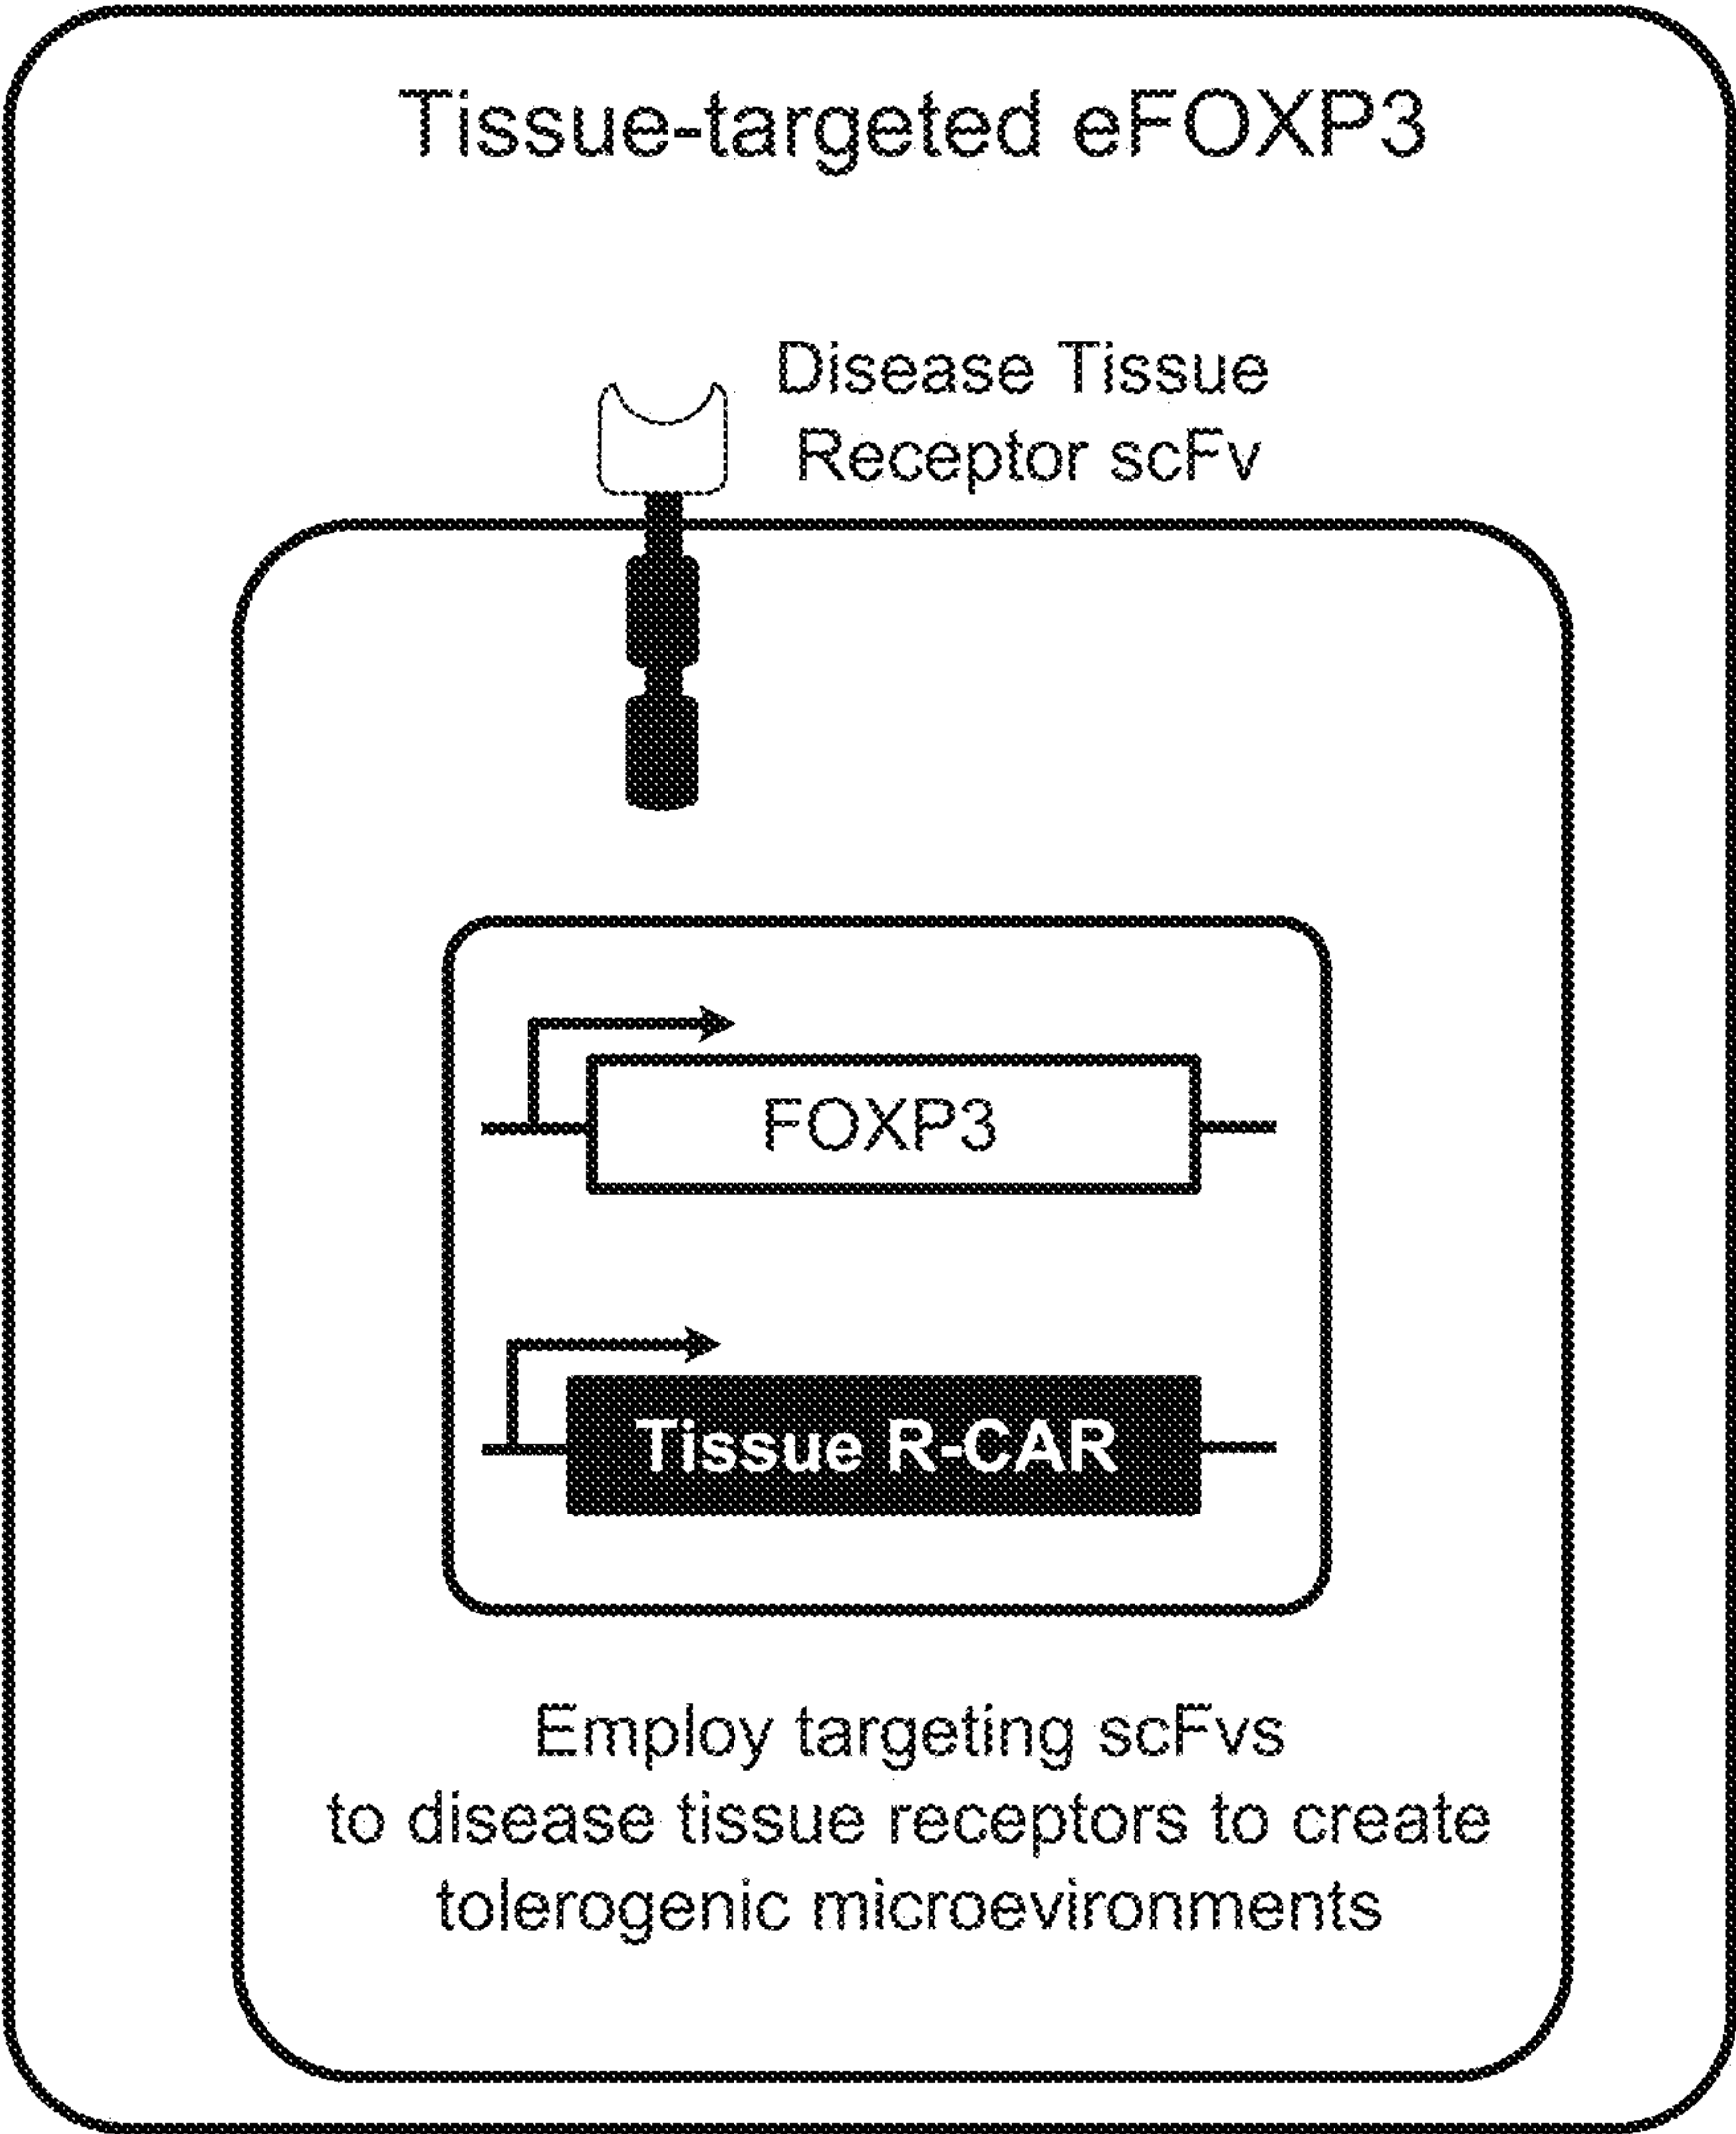 Tissue-targeted eFOXP3
Disease Tissue
Receptor scFv
FOXP3
Tissue R-CAR
Employ targeting scFvs
to disease tissue receptors to create
tolerogenic microevironments